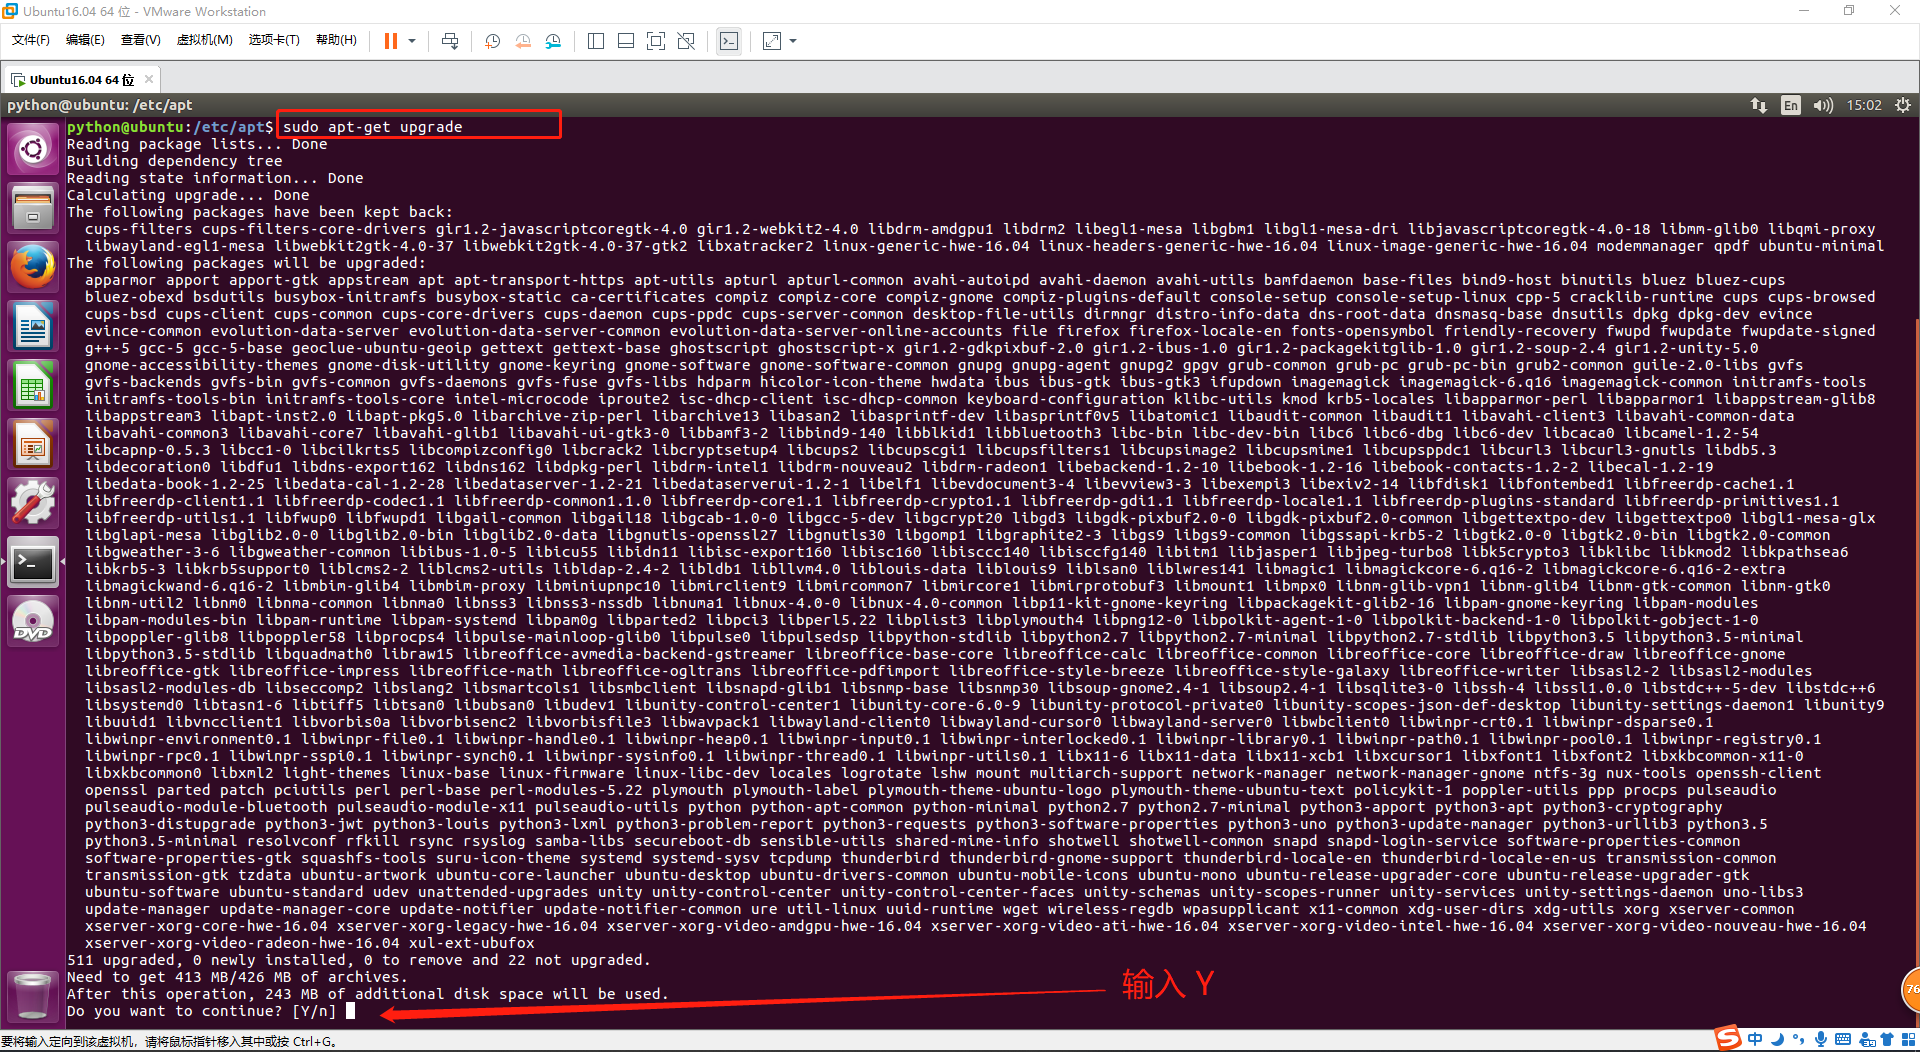 Ubuntu16.04 64 位 - VMware Workstation
文件(F) 编辑(E) 查看(V) 虚拟机(M) 选项卡(T) 帮助(H)
Ubuntu16.04 64 位
python@ubuntu: /etc/apt
En 15:02
python@ubuntu:/etc/apt$ sudo apt-get upgrade
Reading package lists... Done
Building dependency tree
Reading state information... Done
Calculating upgrade... Done
The following packages have been kept back:
cups-filters cups-filters-core-drivers gir1.2-javascriptcoregtk-4.0 gir1.2-webkit2-4.0 libdrm-amdgpu1 libdrm2 libegl1-mesa libgbm1 libgl1-mesa-dri libjavascriptcoregtk-4.0-18 libmm-glib0 libqmi-proxy
libwayland-egl1-mesa libwebkit2gtk-4.0-37 libwebkit2gtk-4.0-37-gtk2 libxatracker2 linux-generic-hwe-16.04 linux-headers-generic-hwe-16.04 linux-image-generic-hwe-16.04 modemmanager qpdf ubuntu-minimal
The following packages will be upgraded:
apparmor apport apport-gtk appstream apt apt-transport-https apt-utils apturl apturl-common avahi-autoipd avahi-daemon avahi-utils bamfdaemon base-files bind9-host binutils bluez bluez-cups
bluez-obexd bsdutils busybox-initramfs busybox-static ca-certificates compiz compiz-core compiz-gnome compiz-plugins-default console-setup console-setup-linux cpp-5 cracklib-runtime cups cups-browsed
cups-bsd cups-client cups-common cups-core-drivers cups-daemon cups-ppdc cups-server-common desktop-file-utils dirmngr distro-info-data dns-root-data dnsmasq-base dnsutils dpkg dpkg-dev evince
evince-common evolution-data-server evolution-data-server-common evolution-data-server-online-accounts file firefox firefox-locale-en fonts-opensymbol friendly-recovery fwupd fwupdate fwupdate-signed
g++-5 gcc-5 gcc-5-base geoclue-ubuntu-geoip gettext gettext-base ghostscript ghostscript-x gir1.2-gdkpixbuf-2.0 gir1.2-ibus-1.0 gir1.2-packagekitglib-1.0 gir1.2-soup-2.4 gir1.2-unity-5.0
gnome-accessibility-themes gnome-disk-utility gnome-keyring gnome-software gnome-software-common gnupg gnupg-agent gnupg2 gpgv grub-common grub-pc grub-pc-bin grub2-common guile-2.0-libs gvfs
gvfs-backends gvfs-bin gvfs-common gvfs-daemons gvfs-fuse gvfs-libs hdparm hicolor-icon-theme hwdata ibus ibus-gtk ibus-gtk3 ifupdown imagemagick imagemagick-6.q16 imagemagick-common initramfs-tools
initramfs-tools-bin initramfs-tools-core intel-microcode iproute2 isc-dhcp-client isc-dhcp-common keyboard-configuration klibc-utils kmod krb5-locales libapparmor-perl libapparmor1 libappstream-glib8
libappstream3 libapt-inst2.0 libapt-pkg5.0 libarchive-zip-perl libarchive13 libasan2 libasprintf-dev libasprintf0v5 libatomic1 libaudit-common libaudit1 libavahi-client3 libavahi-common-data
libavahi-common3 libavahi-core7 libavahi-glib1 libavahi-ui-gtk3-0 libbamf3-2 libbind9-140 libblkid1 libbluetooth3 libc-bin libc-dev-bin libc6 libc6-dbg libc6-dev libcaca0 libcamel-1.2-54
libcapnp-0.5.3 libcc1-0 libcilkrts5 libcompizconfig0 libcrack2 libcryptsetup4 libcups2 libcupscgi1 libcupsfilters1 libcupsimage2 libcupsmime1 libcupsppdc1 libcurl3 libcurl3-gnutls libdb5.3
libdecoration0 libdfu1 libdns-export162 libdns162 libdpkg-perl libdrm-intel1 libdrm-nouveau2 libdrm-radeon1 libebackend-1.2-10 libebook-1.2-16 libebook-contacts-1.2-2 libecal-1.2-19
libedata-book-1.2-25 libedata-cal-1.2-28 libedataserver-1.2-21 libedataserverui-1.2-1 libelf1 libevdocument3-4 libevview3-3 libexempi3 libexiv2-14 libfdisk1 libfontembed1 libfreerdp-cache1.1
libfreerdp-client1.1 libfreerdp-codec1.1 libfreerdp-common1.1.0 libfreerdp-core1.1 libfreerdp-crypto1.1 libfreerdp-gdi1.1 libfreerdp-locale1.1 libfreerdp-plugins-standard libfreerdp-primitives1.1
libfreerdp-utils1.1 libfwup0 libfwupd1 libgail-common libgail18 libgcab-1.0-0 libgcc-5-dev libgcrypt20 libgd3 libgdk-pixbuf2.0-0 libgdk-pixbuf2.0-common libgettextpo-dev libgettextpo0 libgl1-mesa-glx
libglapi-mesa libglib2.0-0 libglib2.0-bin libglib2.0-data libgnutls-openssl27 libgnutls30 libgomp1 libgraphite2-3 libgs9 libgs9-common libgssapi-krb5-2 libgtk2.0-0 libgtk2.0-bin libgtk2.0-common
libgweather-3-6 libgweather-common libibus-1.0-5 libicu55 libidn11 libisc-export160 libisc160 libisccc140 libisccfg140 libitm1 libjasper1 libjpeg-turbo8 libk5crypto3 libklibc libkmod2 libkpathsea6
libkrb5-3 libkrb5support0 liblcms2-2 liblcms2-utils libldap-2.4-2 libldb1 libllvm4.0 liblouis-data liblouis9 liblsan0 liblwres141 libmagic1 libmagickcore-6.q16-2 libmagickcore-6.q16-2-extra
libmagickwand-6.q16-2 libmbim-glib4 libmbim-proxy libminiupnpc10 libmirclient9 libmircommon7 libmircore1 libmirprotobuf3 libmount1 libmpx0 libnm-glib-vpn1 libnm-glib4 libnm-gtk-common libnm-gtk0
libnm-util2 libnm0 libnma-common libnma0 libnss3 libnss3-nssdb libnuma1 libnux-4.0-0 libnux-4.0-common libp11-kit-gnome-keyring libpackagekit-glib2-16 libpam-gnome-keyring libpam-modules
libpam-modules-bin libpam-runtime libpam-systemd libpam0g libparted2 libpci3 libperl5.22 libplist3 libplymouth4 libpng12-0 libpolkit-agent-1-0 libpolkit-backend-1-0 libpolkit-gobject-1-0
libpoppler-glib8 libpoppler58 libprocps4 libpulse-mainloop-glib0 libpulse0 libpulsedsp libpython-stdlib libpython2.7 libpython2.7-minimal libpython2.7-stdlib libpython3.5 libpython3.5-minimal
libpython3.5-stdlib libquadmath0 libraw15 libreoffice-avmedia-backend-gstreamer libreoffice-base-core libreoffice-calc libreoffice-common libreoffice-core libreoffice-draw libreoffice-gnome
libreoffice-gtk libreoffice-impress libreoffice-math libreoffice-ogltrans libreoffice-pdfimport libreoffice-style-breeze libreoffice-style-galaxy libreoffice-writer libsasl2-2 libsasl2-modules
libsasl2-modules-db libseccomp2 libslang2 libsmartcols1 libsmbclient libsnapd-glib1 libsnmp-base libsnmp30 libsoup-gnome2.4-1 libsoup2.4-1 libsqlite3-0 libssh-4 libssl1.0.0 libstdc++-5-dev libstdc++6
libsystemd0 libtasn1-6 libtiff5 libtsan0 libubsan0 libudev1 libunity-control-center1 libunity-core-6.0-9 libunity-protocol-private0 libunity-scopes-json-def-desktop libunity-settings-daemon1 libunity9
libuuid1 libvncclient1 libvorbis0a libvorbisenc2 libvorbisfile3 libwavpack1 libwayland-client0 libwayland-cursor0 libwayland-server0 libwbclient0 libwinpr-crt0.1 libwinpr-dsparse0.1
libwinpr-environment0.1 libwinpr-file0.1 libwinpr-handle0.1 libwinpr-heap0.1 libwinpr-input0.1 libwinpr-interlocked0.1 libwinpr-library0.1 libwinpr-path0.1 libwinpr-pool0.1 libwinpr-registry0.1
libwinpr-rpc0.1 libwinpr-sspi0.1 libwinpr-synch0.1 libwinpr-sysinfo0.1 libwinpr-thread0.1 libwinpr-utils0.1 libx11-6 libx11-data libx11-xcb1 libxcursor1 libxfont1 libxfont2 libxkbcommon-x11-0
libxkbcommon0 libxml2 light-themes linux-base linux-firmware linux-libc-dev locales logrotate lshw mount multiarch-support network-manager network-manager-gnome ntfs-3g nux-tools openssh-client
openssl parted patch pciutils perl perl-base perl-modules-5.22 plymouth plymouth-label plymouth-theme-ubuntu-logo plymouth-theme-ubuntu-text policykit-1 poppler-utils ppp procps pulseaudio
pulseaudio-module-bluetooth pulseaudio-module-x11 pulseaudio-utils python python-apt-common python-minimal python2.7 python2.7-minimal python3-apport python3-apt python3-cryptography
python3-distupgrade python3-jwt python3-louis python3-lxml python3-problem-report python3-requests python3-software-properties python3-uno python3-update-manager python3-urllib3 python3.5
python3.5-minimal resolvconf rfkill rsync rsyslog samba-libs secureboot-db sensible-utils shared-mime-info shotwell shotwell-common snapd snapd-login-service software-properties-common
software-properties-gtk squashfs-tools suru-icon-theme systemd systemd-sysv tcpdump thunderbird thunderbird-gnome-support thunderbird-locale-en thunderbird-locale-en-us transmission-common
transmission-gtk tzdata ubuntu-artwork ubuntu-core-launcher ubuntu-desktop ubuntu-drivers-common ubuntu-mobile-icons ubuntu-mono ubuntu-release-upgrader-core ubuntu-release-upgrader-gtk
ubuntu-software ubuntu-standard udev unattended-upgrades unity unity-control-center unity-control-center-faces unity-schemas unity-scopes-runner unity-services unity-settings-daemon uno-libs3
update-manager update-manager-core update-notifier update-notifier-common ure util-linux uuid-runtime wget wireless-regdb wpasupplicant x11-common xdg-user-dirs xdg-utils xorg xserver-common
xserver-xorg-core-hwe-16.04 xserver-xorg-legacy-hwe-16.04 xserver-xorg-video-amdgpu-hwe-16.04 xserver-xorg-video-ati-hwe-16.04 xserver-xorg-video-intel-hwe-16.04 xserver-xorg-video-nouveau-hwe-16.04
xserver-xorg-video-radeon-hwe-16.04 xul-ext-ubufox
511 upgraded, 0 newly installed, 0 to remove and 22 not upgraded.
Need to get 413 MB/426 MB of archives.
After this operation, 243 MB of additional disk space will be used.
Do you want to continue? [Y/n]
输入 Y
76
DVD
要将输入定向到该虚拟机，请将鼠标指针移入其中或按 Ctrl+G。
S 中